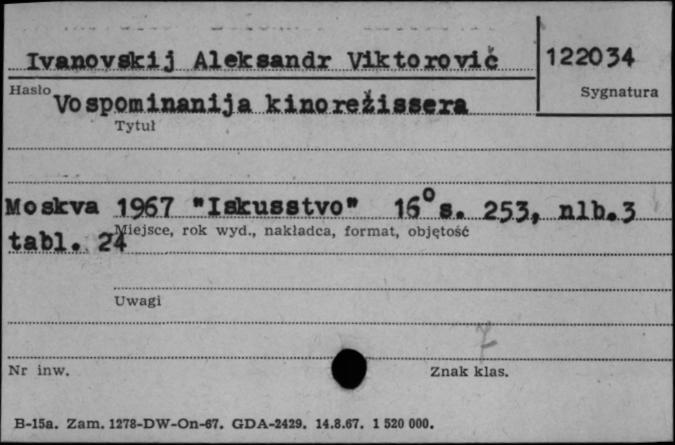 Ivanovskij Aleksandr Viktorovič 122034
Hasło Sygnatura
Vospominanija kinorežissera
Tytuł
Moskva 1967 "Iskusstvo" 16° s. 253, nlb.3
Miejsce, rok wyd., nakładca, format, objętość
tabl. 24
Uwagi
7
Nr inw. Znak klas.
B-15a. Zam. 1278-DW-On-67. GDA-2429. 14.8.67. 1 520 000.